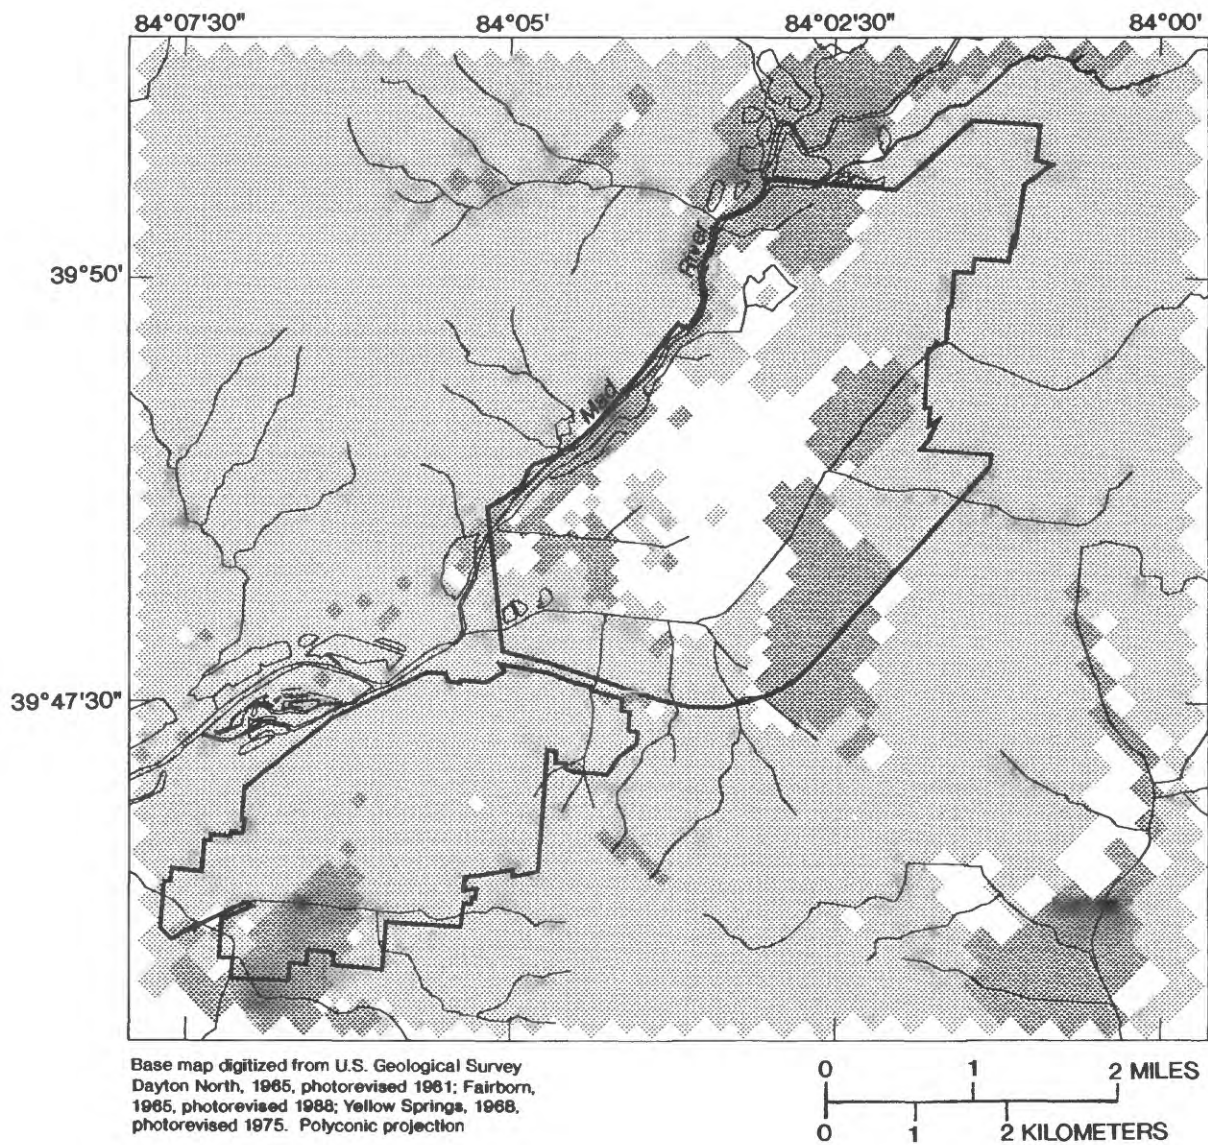 84°07'30"
84°05'
84°02'30"
84°00'
39°50'
River
Mad
39°47'30"
Base map digitized from U.S. Geological Survey
Dayton North, 1965, photorevised 1981; Fairborn,
1965, photorevised 1988; Yellow Springs, 1968,
photorevised 1975. Polyconic projection
0 1 2 MILES
0 1 2 KILOMETERS